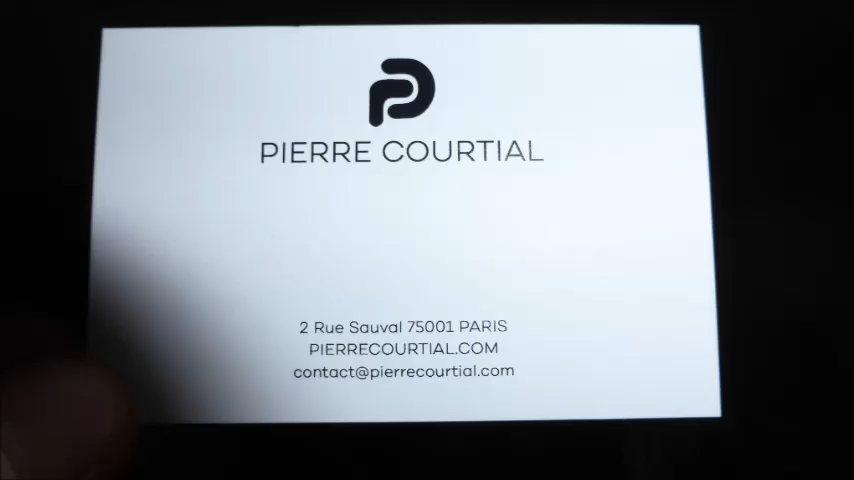 PIERRE COURTIAL
2 Rue Sauval 75001 PARIS
PIERRECOURTIAL.COM
contact@pierrecourtial.com